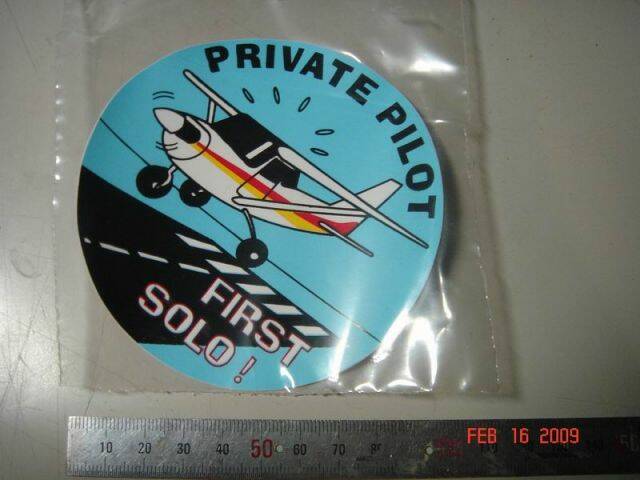 PRIVATE PILOT
FIRST
SOLO!
10 20 30 40 50 60 70
FEB 16 2009